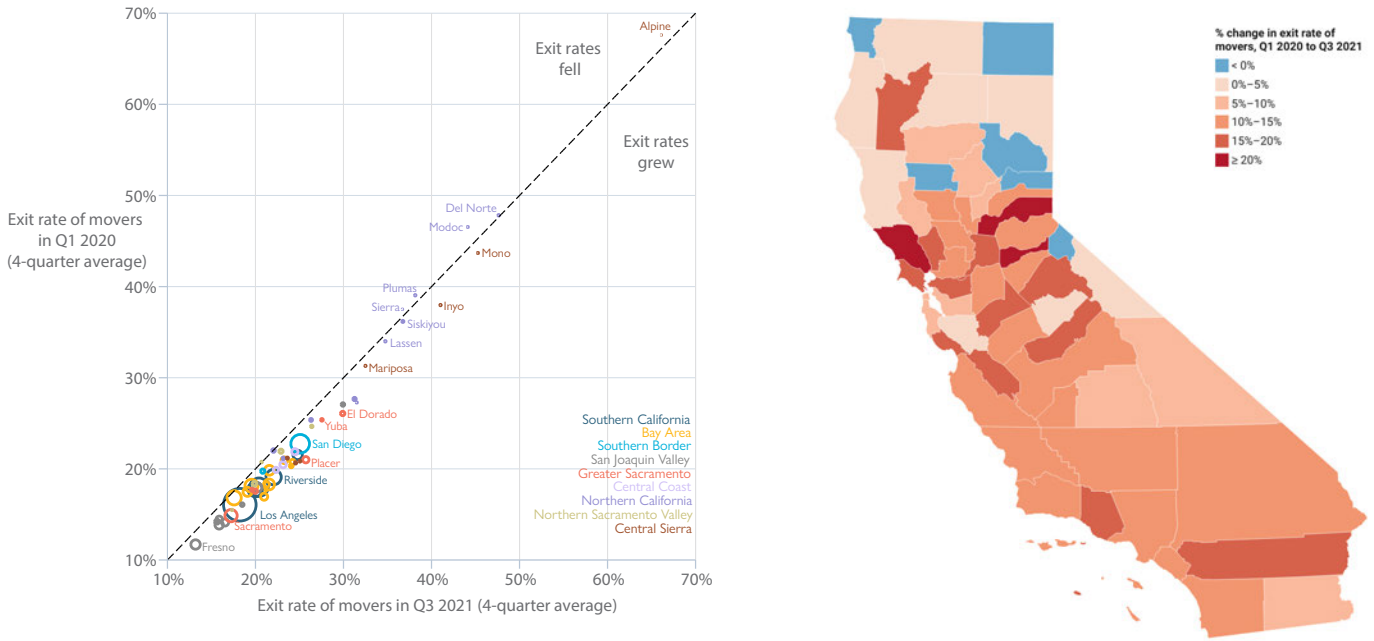 70%
60%
50%
40%
30%
20%
10%
Exit rate of movers
in Q1 2020
(4-quarter average)
Exit rates
fell
Exit rates
grew
Alpine
Del Norte
Modoc
Mono
Plumas
Sierra
Inyo
Siskiyou
Lassen
Mariposa
El Dorado
Yuba
San Diego
Placer
Riverside
Los Angeles
Sacramento
Fresno
Southern California
Bay Area
Southern Border
San Joaquin Valley
Greater Sacramento
Central Coast
Northern California
Northern Sacramento Valley
Central Sierra
10%
20%
30%
40%
50%
60%
70%
Exit rate of movers in Q3 2021 (4-quarter average)
% change in exit rate of
movers, Q1 2020 to Q3 2021
< 0%
0%–5%
5%–10%
10%–15%
15%–20%
≥ 20%